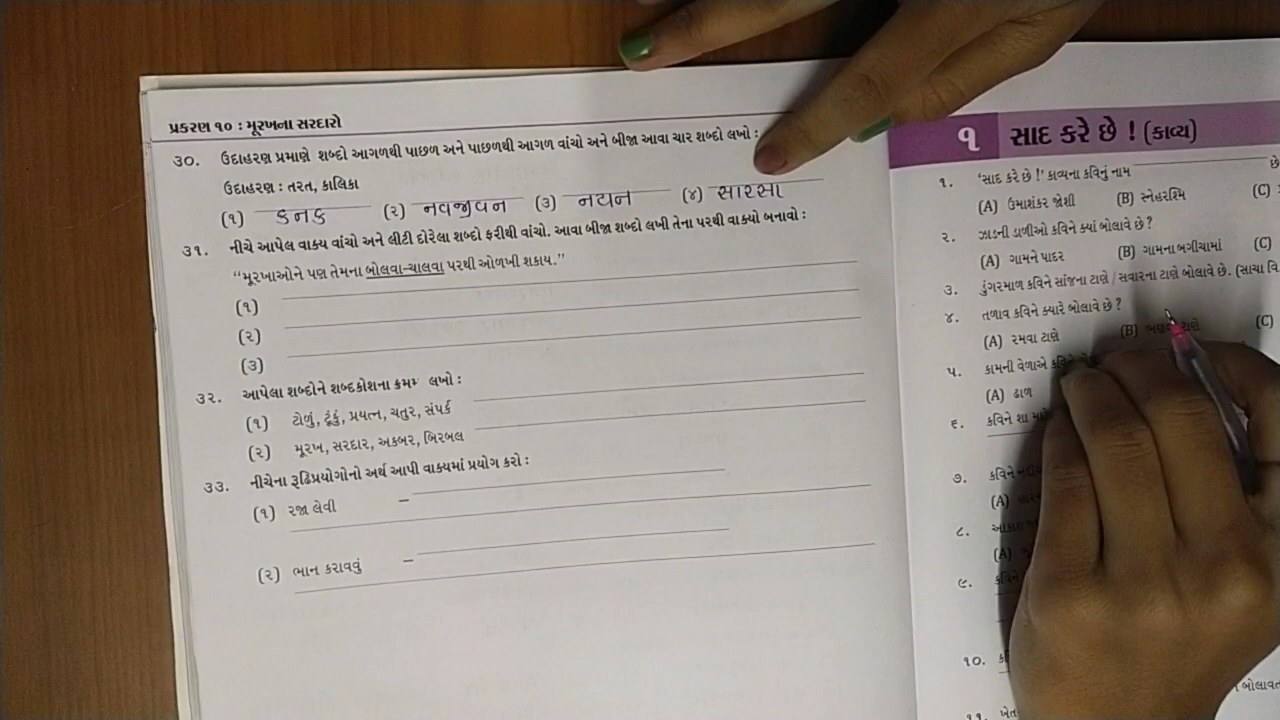 પ્રકરણ ૧૦ : મૂરખના સરદારો
૩૦. ઉદાહરણ પ્રમાણે શબ્દો આગળથી પાછળ અને પાછળથી આગળ વાંચો અને બીજા આવા ચાર શબ્દો લખો :
ઉદાહરણ : તરત, કાલિકા
(૧) કનક (૨) નવજીવન (૩) નયન (૪) સારસા
૩૧. નીચે આપેલ વાક્ય વાંચો અને લીટી દોરેલા શબ્દો ફરીથી વાંચો. આવા બીજા શબ્દો લખી તેના પરથી વાક્યો બનાવો :
“મૂરખાઓને પણ તેમના બોલવા-ચાલવા પરથી ઓળખી શકાય.”
(૧)
(૨)
(૩)
૩૨. આપેલા શબ્દોને શબ્દકોશના ક્રમમ લખો :
(૧) ટોળું, ટૂંકું, પ્રયત્ન, ચતુર, સંપર્ક
(૨) મૂરખ, સરદાર, અકબર, બિરબલ
૩૩. નીચેના રૂઢિપ્રયોગોનો અર્થ આપી વાક્યમાં પ્રયોગ કરો :
(૧) રજા લેવી –
(૨) ભાન કરાવવું –
૧ સાદ કરે છે ! (કાવ્ય)
૧. ‘સાદ કરે છે !’ કાવ્યના કવિનું નામ છે
(A) ઉમાશંકર જોશી (B) સ્નેહરશ્મિ (C)
૨. ઝાડની ડાળીઓ કવિને ક્યાં બોલાવે છે ?
(A) ગામને પાદર (B) ગામના બગીચામાં (C)
૩. ડુંગરમાળ કવિને સાંજના ટાણે / સવારના ટાણે બોલાવે છે. (સાચા વિ
૪. તળાવ કવિને ક્યારે બોલાવે છે ?
(A) રમવા ટાણે (B) ટાણે (C)
૫. કામની વેળાએ કવિને
(A) ઢાળ
૬. કવિને શા
૭. કવિને
(A)
૮.
(A)
૯.
૧૦.
બોલાવત
૧૧. ખેત